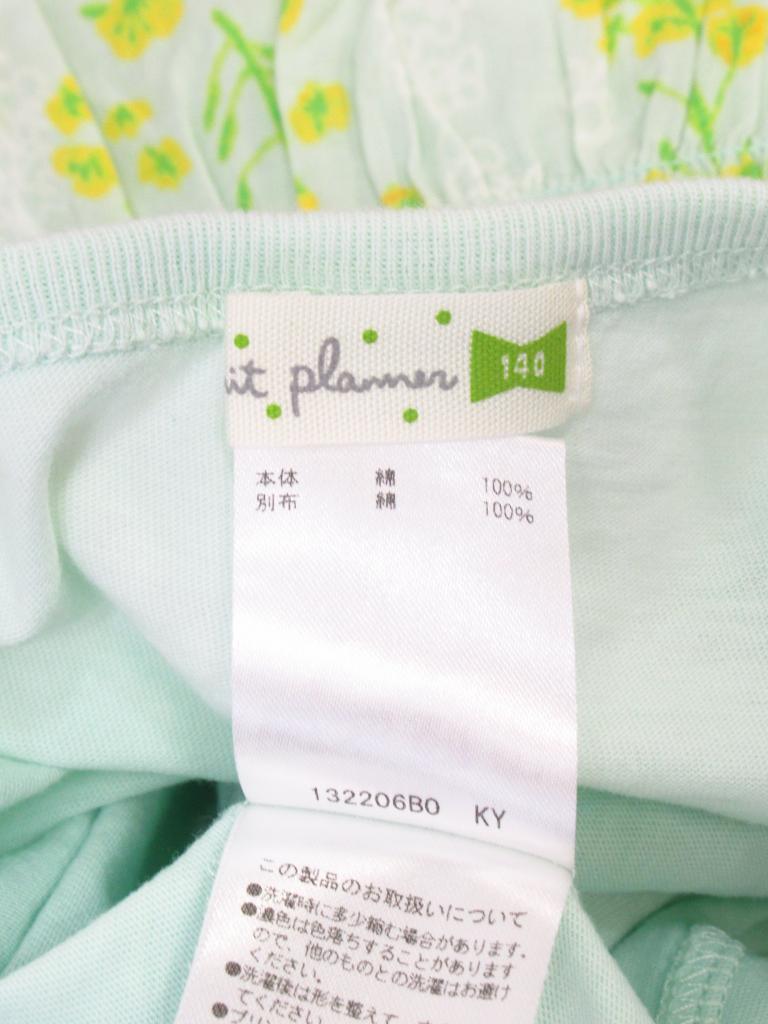 it planner 140
本体 綿 100%
別布 綿 100%
132206B0 KY
この製品のお取扱いについて
●洗濯時に多少縮む場合があります。
●濃色は色落ちすることがあります
ので、他のものとの洗濯はお避け
ください。
●洗濯後は形を整えて
てください
●プリン